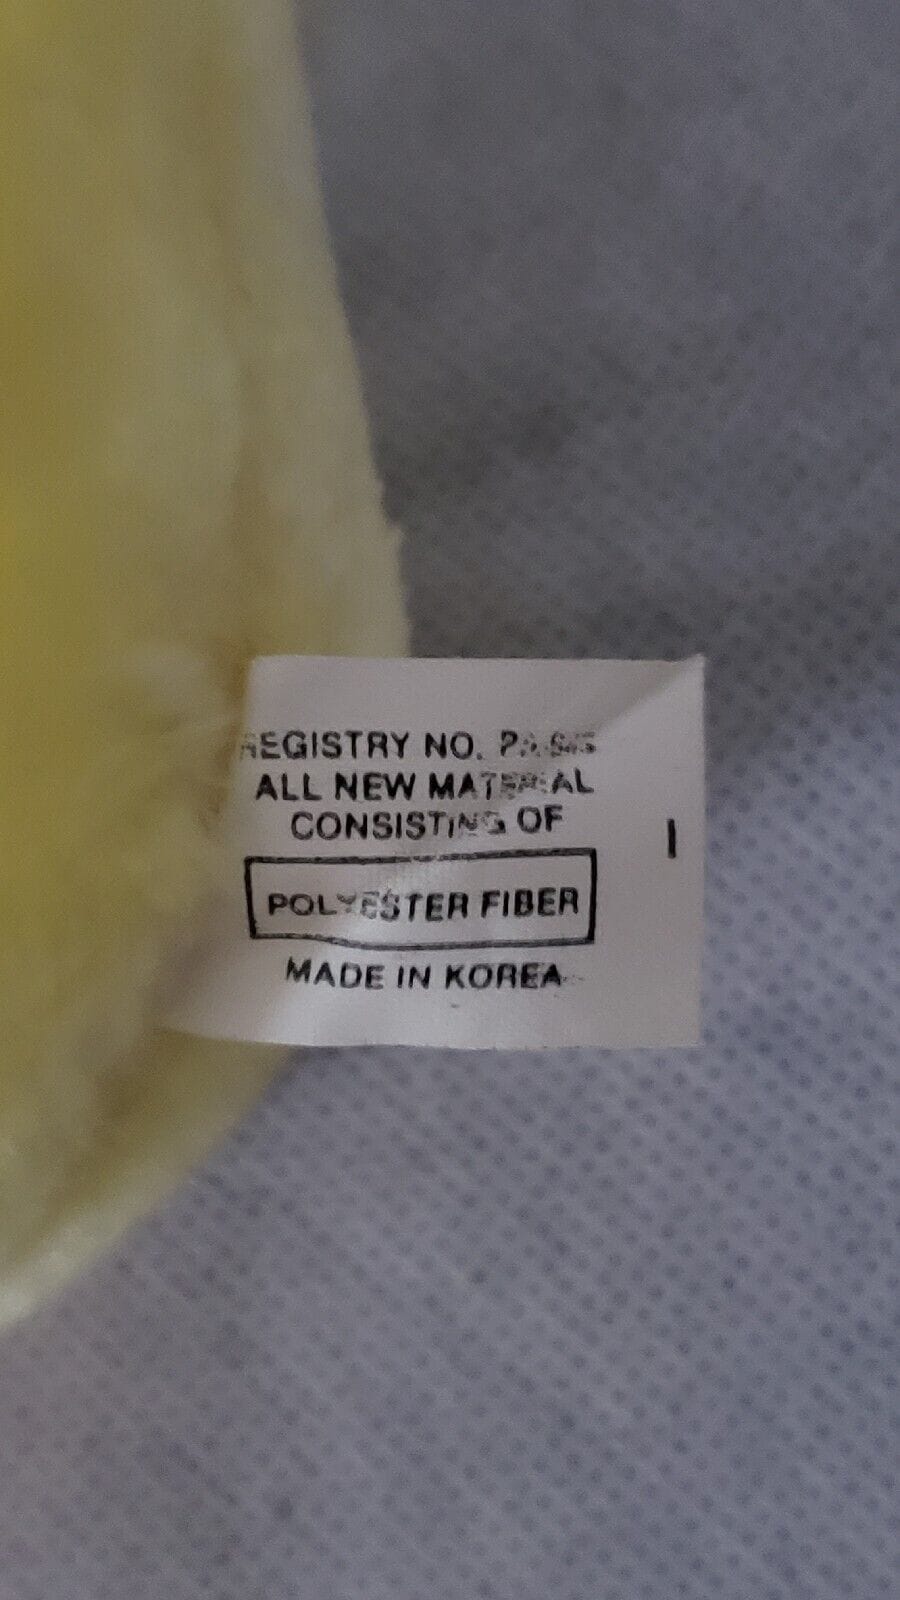 REGISTRY NO.
ALL NEW MATERIAL
CONSISTING OF
POLYESTER FIBER
MADE IN KOREA